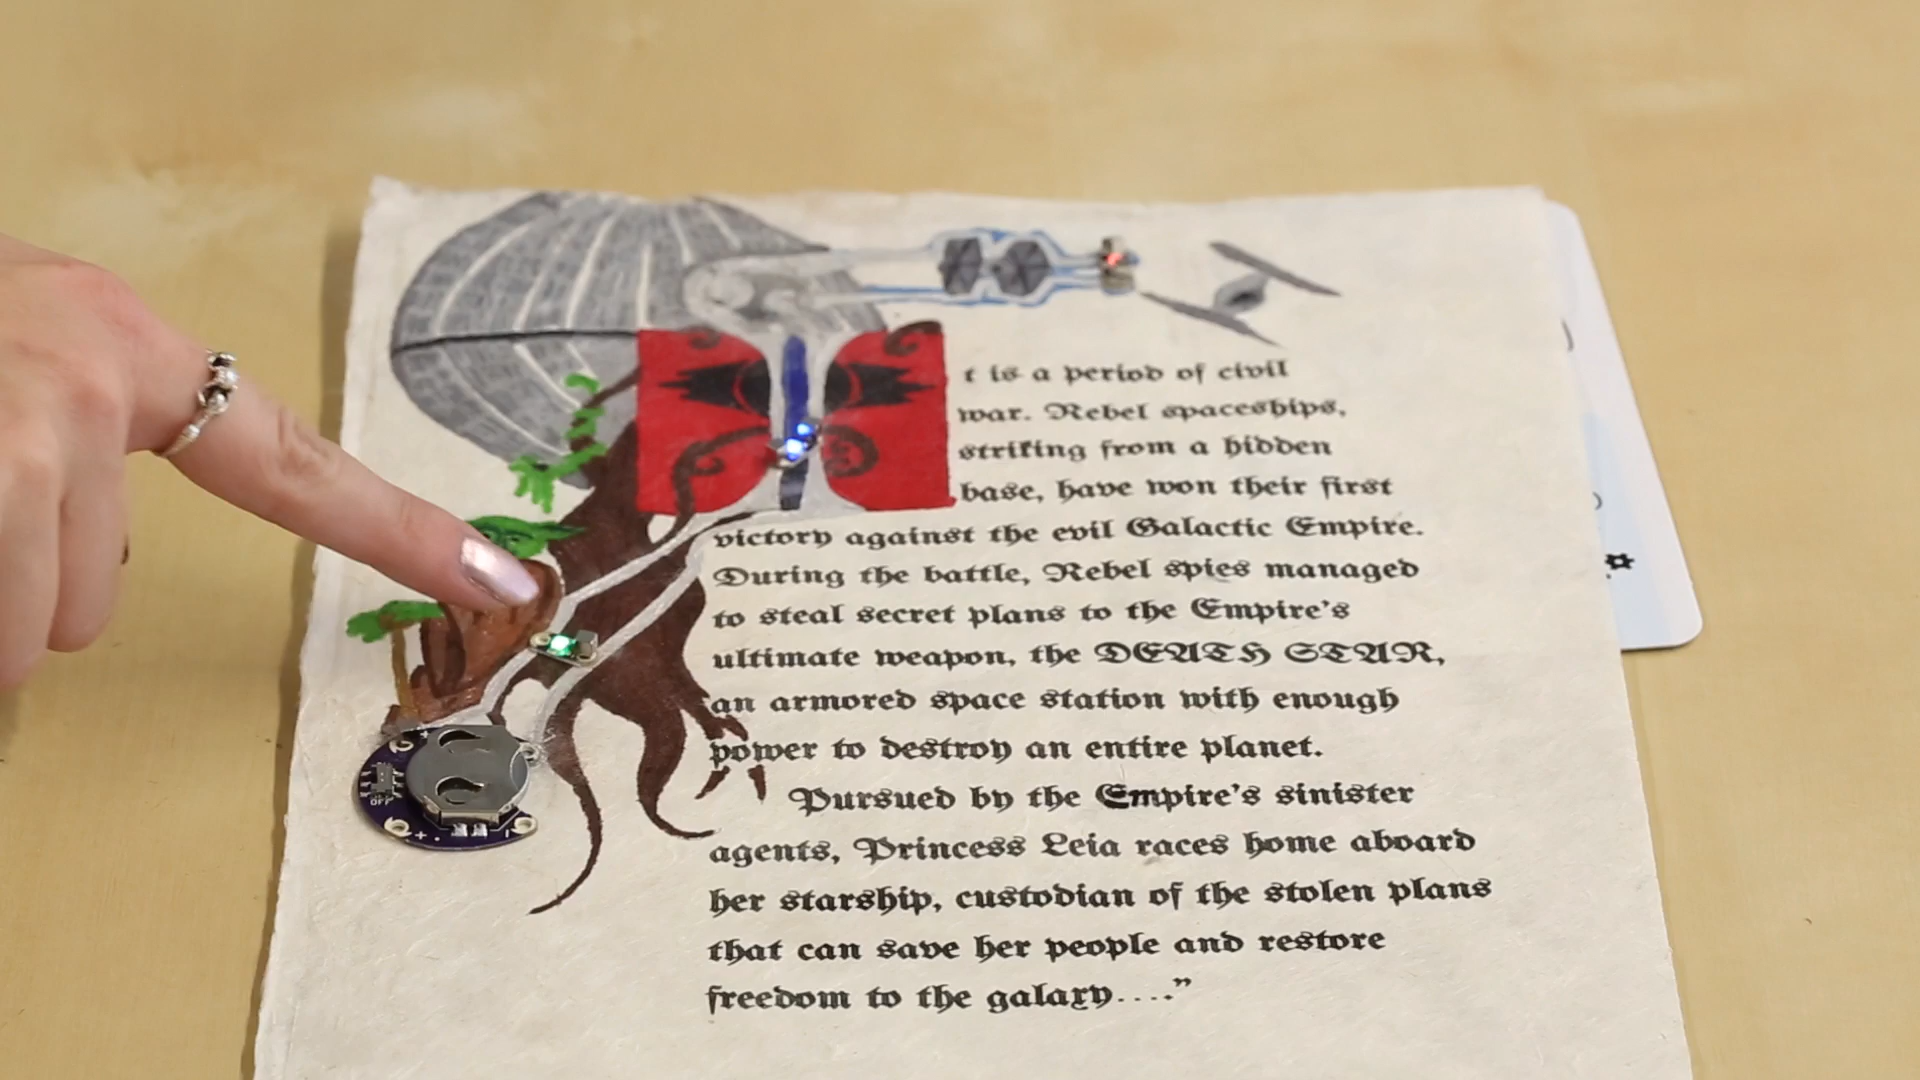 t is a period of civil
war. Rebel spaceships,
striking from a hidden
base, have won their first
victory against the evil Galactic Empire.
During the battle, Rebel spies managed
to steal secret plans to the Empire's
ultimate weapon, the DEATH STAR,
an armored space station with enough
power to destroy an entire planet.
Pursued by the Empire's sinister
agents, Princess Leia races home aboard
her starship, custodian of the stolen plans
that can save her people and restore
freedom to the galaxy...."
OFF